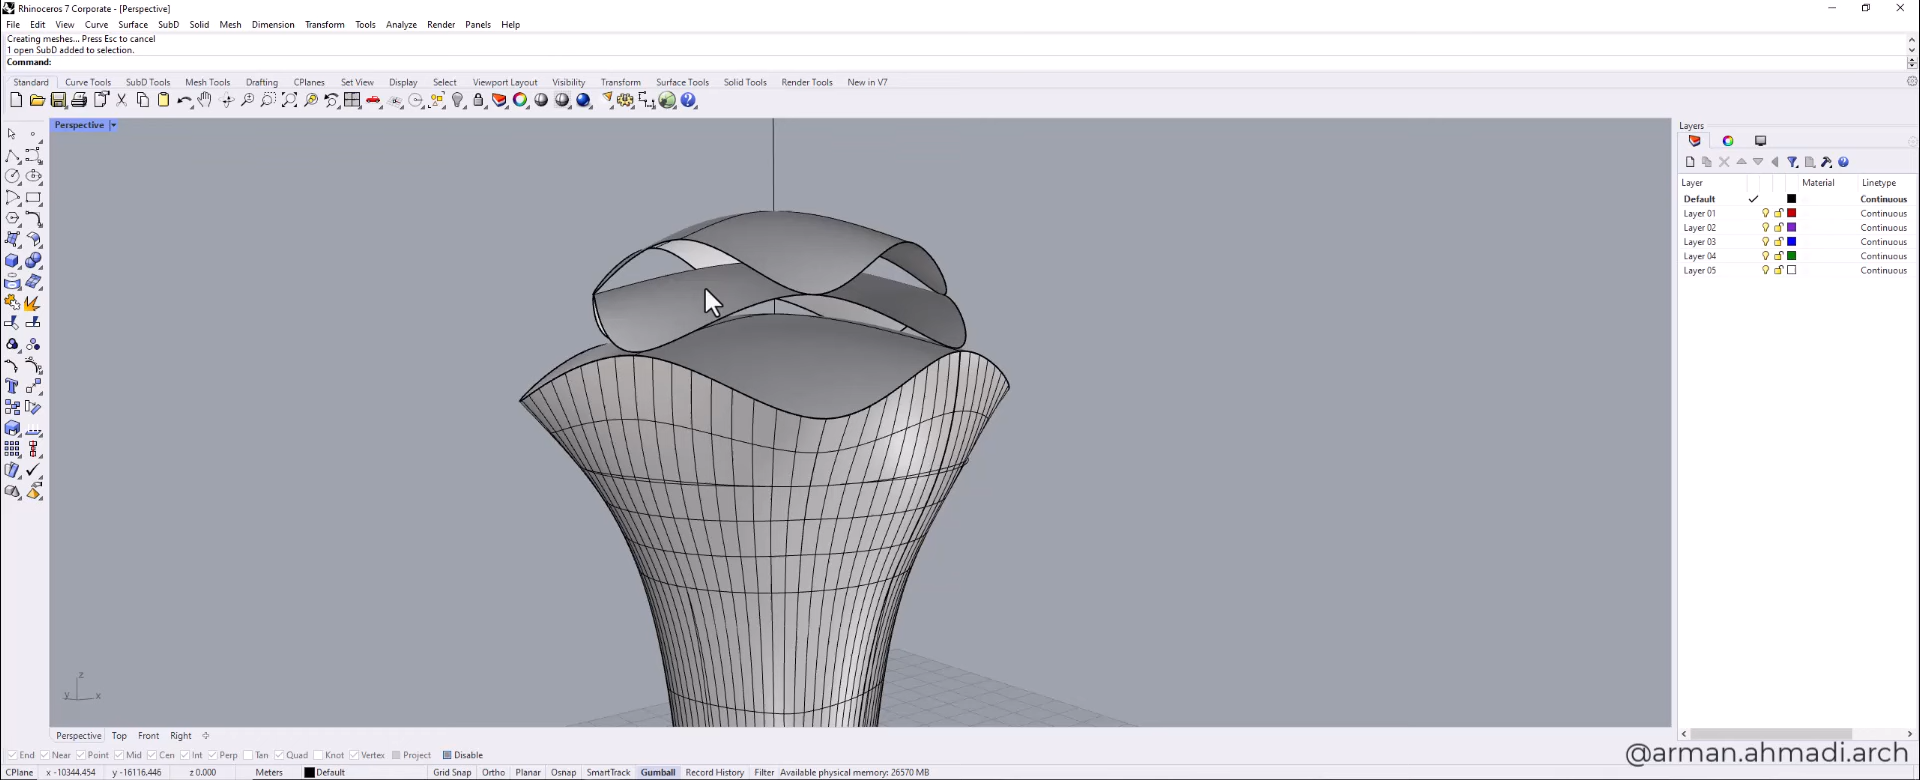 Rhinoceros 7 Corporate - [Perspective]
File Edit View Curve Surface SubD Solid Mesh Dimension Transform Tools Analyze Render Panels Help
Creating meshes... Press Esc to cancel
1 open SubD added to selection.
Command:
Standard Curve Tools SubD Tools Mesh Tools Drafting CPlanes Set View Display Select Viewport Layout Visibility Transform Surface Tools Solid Tools Render Tools New in V7
Perspective
Layers
Layer Material Linetype
Default Continuous
Layer 01 Continuous
Layer 02 Continuous
Layer 03 Continuous
Layer 04 Continuous
Layer 05 Continuous
z
y x
Perspective Top Front Right
End Near Point Mid Cen Int Perp Tan Quad Knot Vertex Project Disable
@arman.ahmadi.arch
CPlane x -10344.454 y -16116.446 z 0.000 Meters Default Grid Snap Ortho Planar Osnap SmartTrack Gumball Record History Filter Available physical memory: 26570 MB